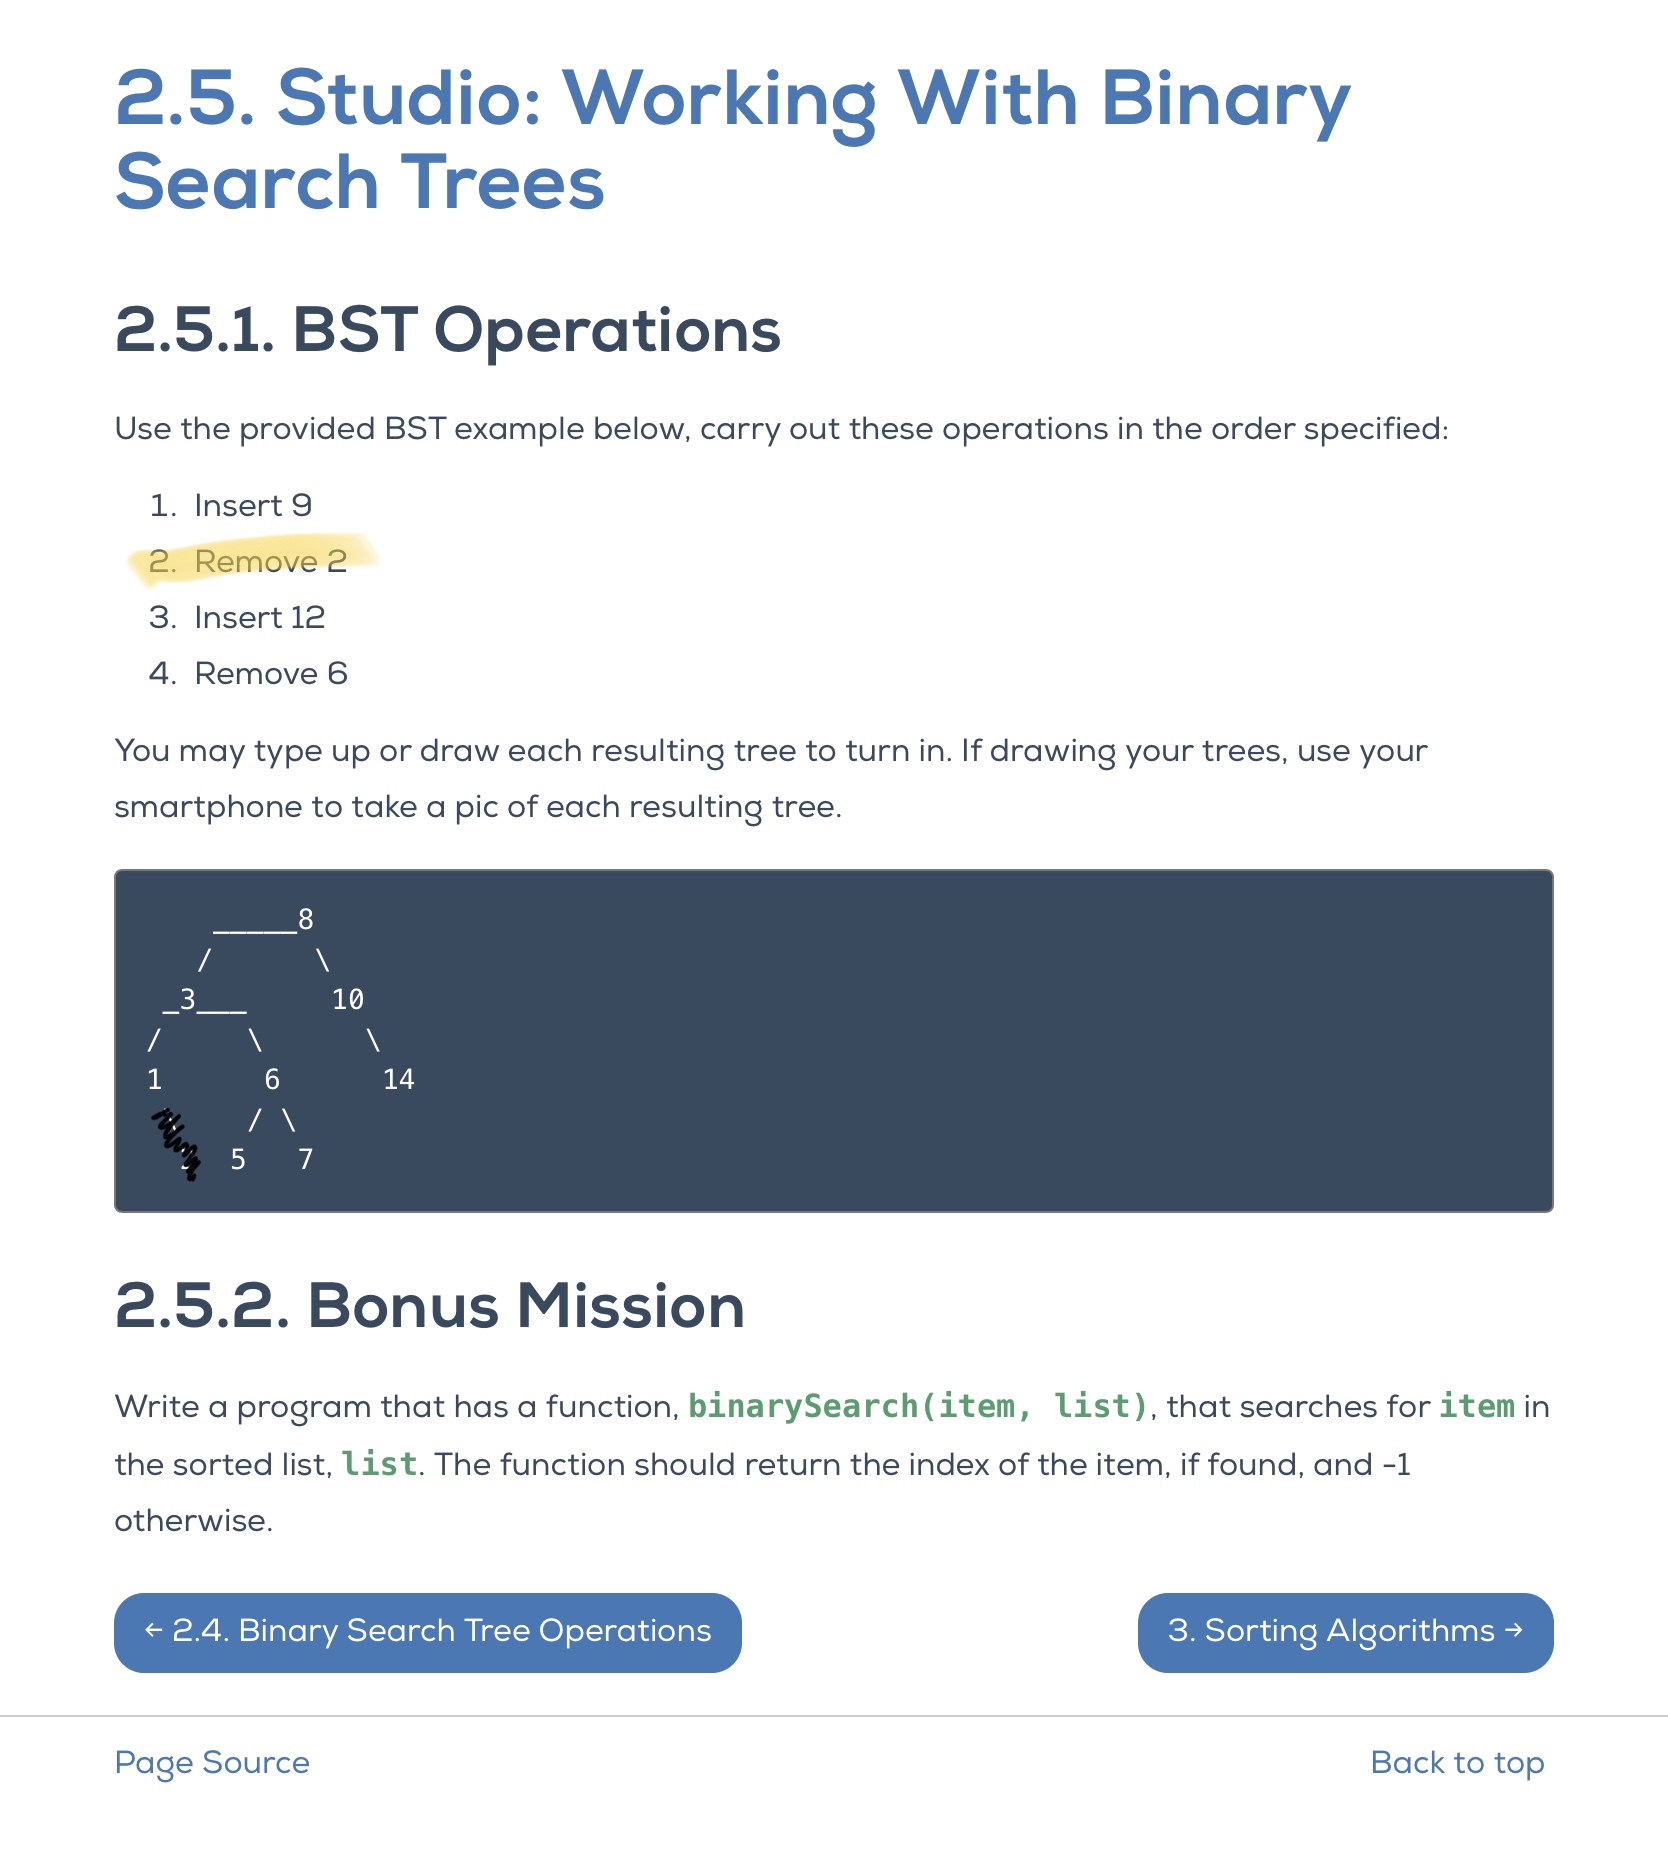 2.5. Studio: Working With Binary
Search Trees
2.5.1. BST Operations
Use the provided BST example below, carry out these operations in the order specified:
1. Insert 9
2. Remove 2
3. Insert 12
4. Remove 6
You may type up or draw each resulting tree to turn in. If drawing your trees, use your
smartphone to take a pic of each resulting tree.
_____8
/ \
_3___ 10
/ \ \
1 6 14
/ \
5 7
2.5.2. Bonus Mission
Write a program that has a function, binarySearch(item, list), that searches for item in
the sorted list, list. The function should return the index of the item, if found, and -1
otherwise.
← 2.4. Binary Search Tree Operations
3. Sorting Algorithms →
Page Source
Back to top